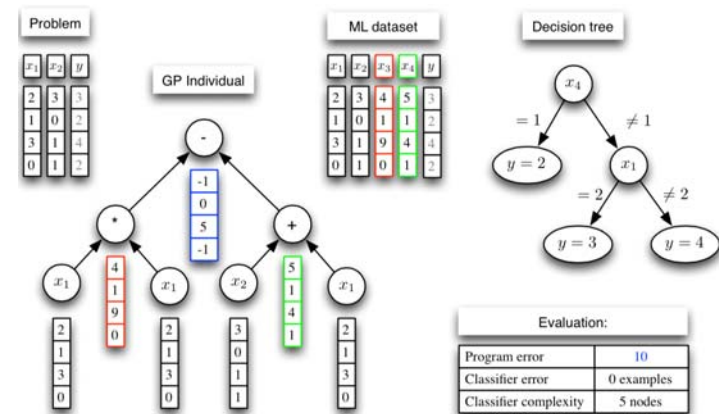 Problem
x₁ x₂ y
2 3 3
1 0 2
3 1 4
0 1 2
GP Individual
-
-1
0
5
-1
*
+
x₁
4
1
9
0
x₁
x₂
5
1
4
1
x₁
2
1
3
0
2
1
3
0
3
0
1
1
2
1
3
0
ML dataset
x₁ x₂ x₃ x₄ y
2 3 4 5 3
1 0 1 1 2
3 1 9 4 4
0 1 0 1 2
Decision tree
x₄
= 1
≠ 1
y = 2
x₁
= 2
≠ 2
y = 3
y = 4
Evaluation:
Program error 10
Classifier error 0 examples
Classifier complexity 5 nodes